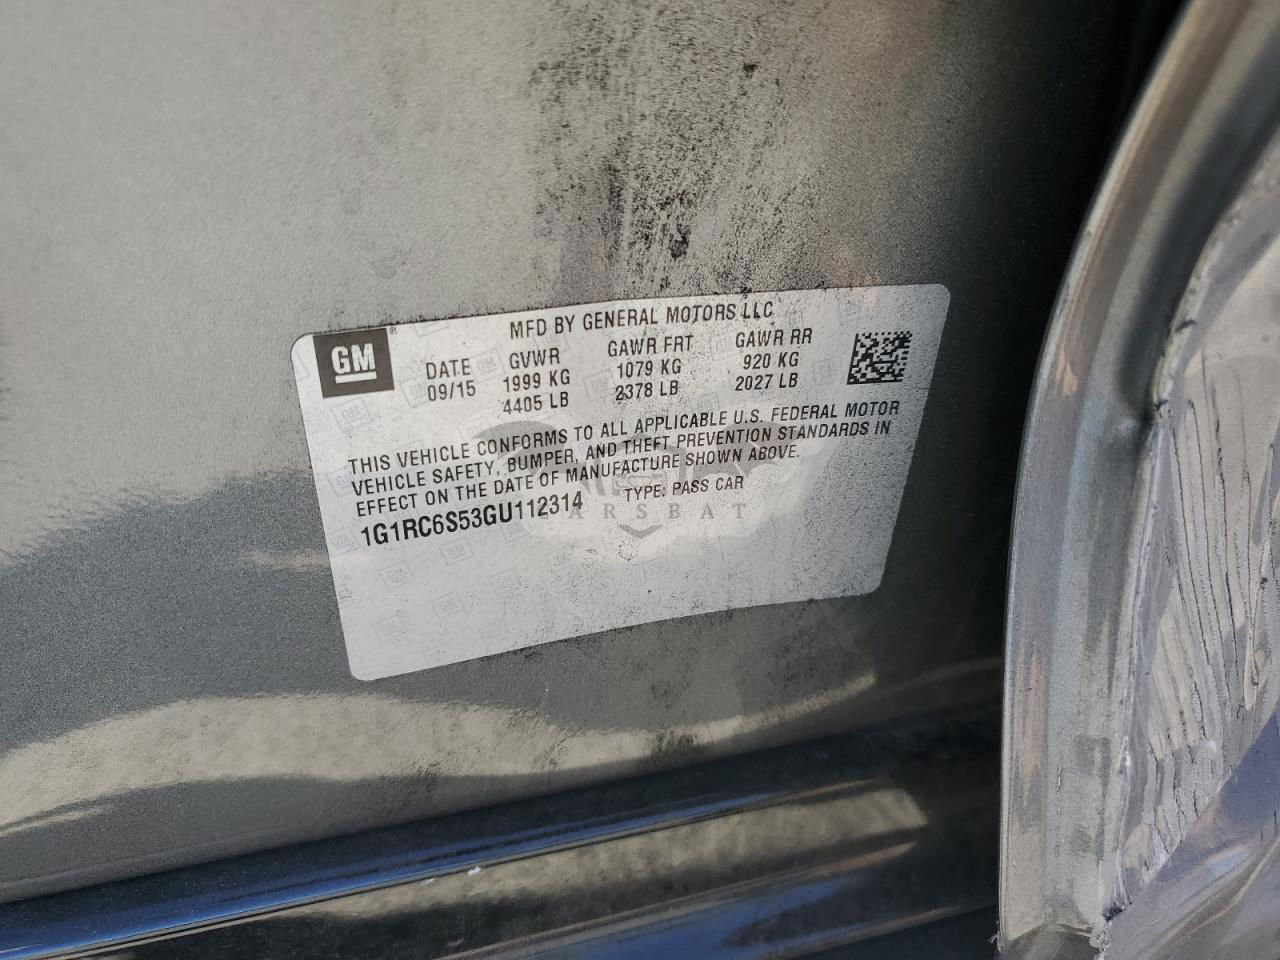 MFD BY GENERAL MOTORS LLC
GM
DATE GVWR GAWR FRT GAWR RR
09/15 1999 KG 1079 KG 920 KG
4405 LB 2378 LB 2027 LB
THIS VEHICLE CONFORMS TO ALL APPLICABLE U.S. FEDERAL MOTOR
VEHICLE SAFETY, BUMPER, AND THEFT PREVENTION STANDARDS IN
EFFECT ON THE DATE OF MANUFACTURE SHOWN ABOVE.
1G1RC6S53GU112314 TYPE: PASS CAR
CARSBAT